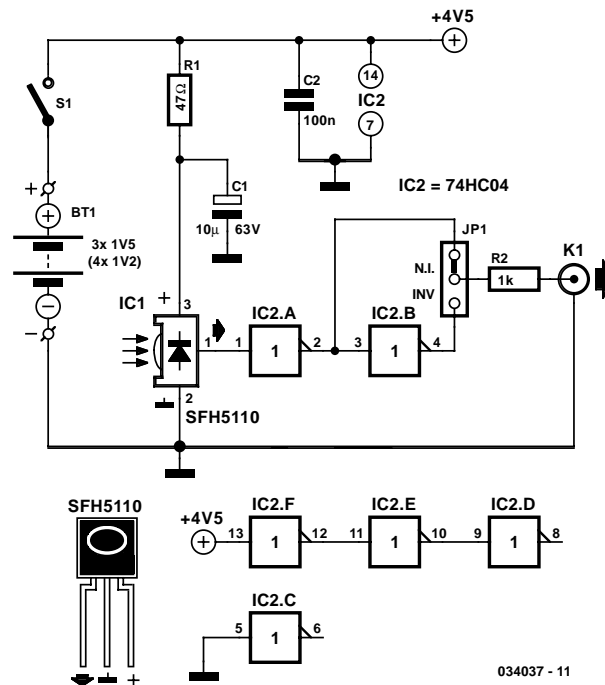 +4V5
R1
47Ω
S1
C2
100n
14
IC2
7
IC2 = 74HC04
C1
10µ 63V
BT1
3x 1V5
(4x 1V2)
JP1
N.I.
INV
R2
1k
K1
IC1
3
1
2
SFH5110
IC2.A
1
1
2
IC2.B
3
1
4
SFH5110
+4V5
IC2.F
13
1
12
IC2.E
11
1
10
IC2.D
9
1
8
IC2.C
5
1
6
034037 - 11